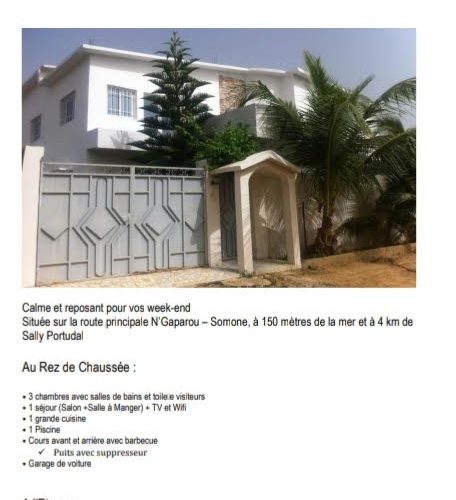 Calme et reposant pour vos week-end
Située sur la route principale N'Gaparou – Somone, à 150 mètres de la mer et à 4 km de
Sally Portudal
Au Rez de Chaussée :
• 3 chambres avec salles de bains et toilete visiteurs
• 1 séjour (Salon +Salle à Manger) + TV et Wifi
• 1 grande cuisine
• 1 Piscine
• Cours avant et arrière avec barbecue
✓ Puits avec suppresseur
• Garage de voiture